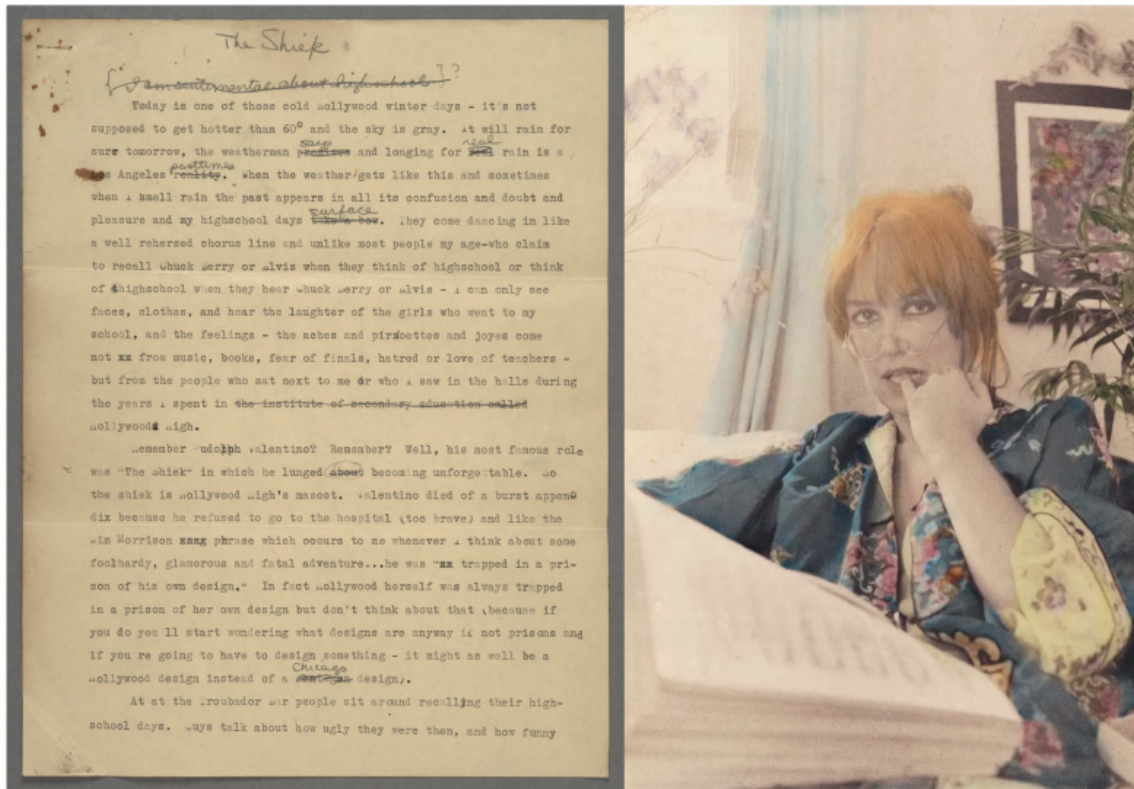 The Shiek
{I am sentimental about highschool}?
Today is one of those cold Hollywood winter days - it's not
supposed to get hotter than 60° and the sky is gray. It will rain for
sure tomorrow, the weatherman promises says and longing for real rain is a
Los Angeles reality pasttimes. When the weather gets like this and sometimes
when I smell rain the past appears in all its confusion and doubt and
pleasure and my highschool days take a bow surface. They come dancing in like
a well rehersed chorus line and unlike most people my age-who claim
to recall Chuck Berry or Elvis when they think of highschool or think
of highschool when they hear Chuck Berry or Elvis - I can only see
faces, clothes, and hear the laughter of the girls who went to my
school, and the feelings - the aches and pirouettes and joyes come
not xx from music, books, fear of finals, hatred or love of teachers -
but from the people who sat next to me or who I saw in the halls during
the years I spent in the institute of secondary education called
Hollywood High.
Remember Rudolph Valentino? Remember? Well, his most famous role
was "The Shiek" in which he lunged about becoming unforgettable. So
the shiek is Hollywood High's mascot. Valentino died of a burst appen
dix because he refused to go to the hospital (too brave) and like the
Jim Morrison xxxx phrase which occurs to me whenever I think about some
foolhardy, glamorous and fatal adventure...he was "xx trapped in a pri-
son of his own design." In fact Hollywood herself was always trapped
in a prison of her own design but don't think about that (because if
you do you'll start wondering what designs are anyway if not prisons and
if you're going to have to design something - it might as well be a
Hollywood design instead of a Chicago design).
At at the Troubador Bar people sit around recalling their high-
school days. Guys talk about how ugly they were then, and how funny